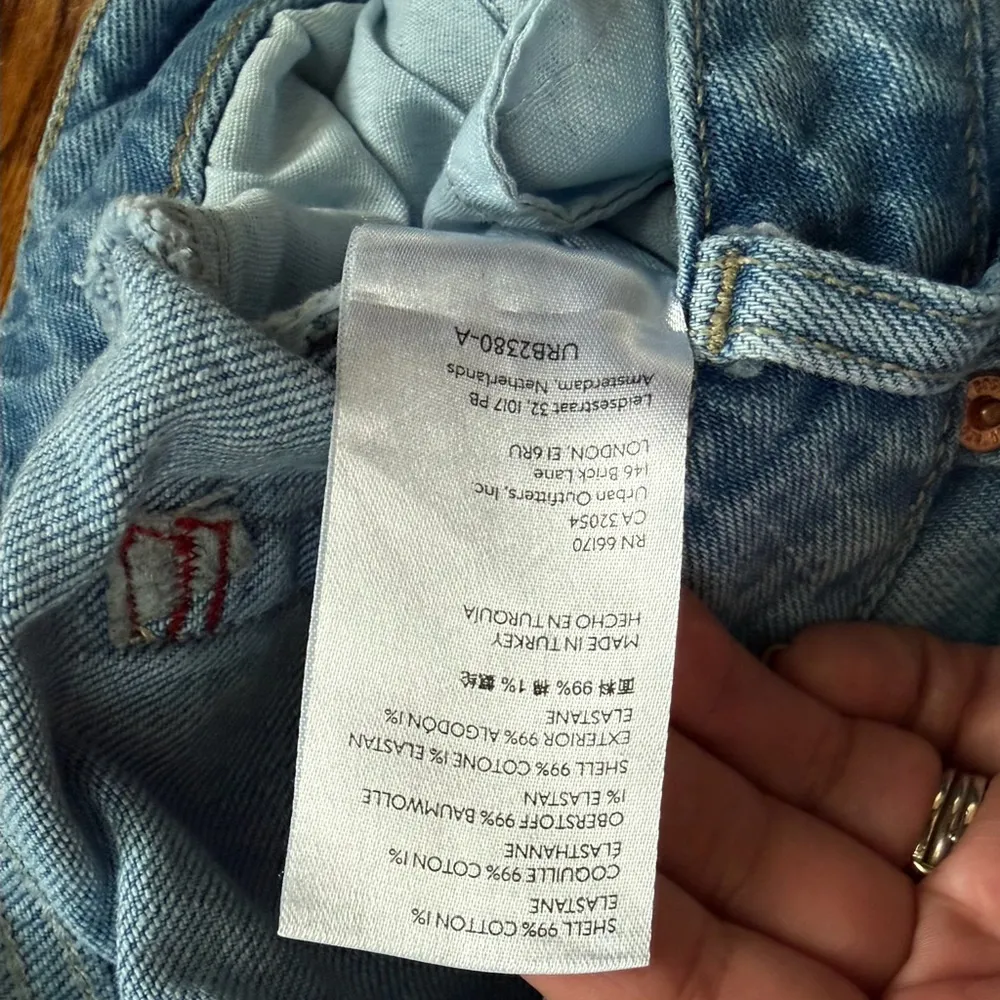 SHELL 99% COTTON 1%
ELASTANE
COQUILLE 99% COTON 1%
ÉLASTHANNE
OBERSTOFF 99% BAUMWOLLE
1% ELASTAN
SHELL 99% COTONE 1% ELASTAN
EXTERIOR 99% ALGODÓN 1%
ELASTANE
面料 99% 棉 1% 氨纶
MADE IN TURKEY
HECHO EN TURQUÍA
RN 66170
CA 32054
Urban Outfitters, Inc.
146 Brick Lane
LONDON, E1 6RU
Leidsestraat 32, 1017 PB
Amsterdam, Netherlands
URB2380-A